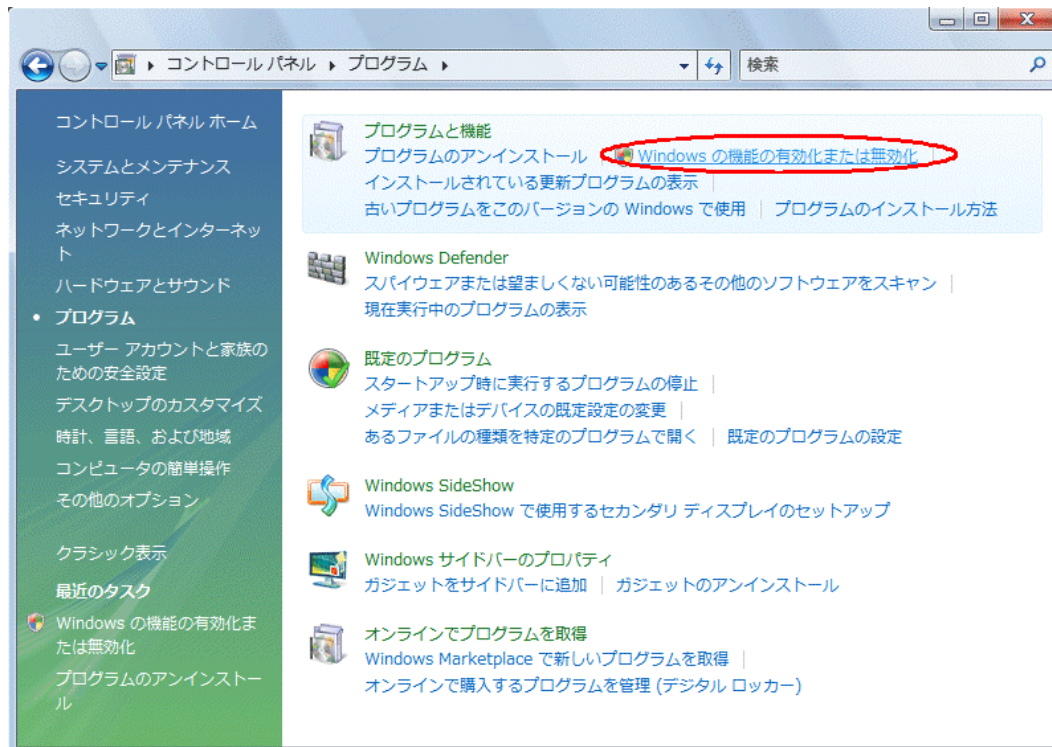 コントロール パネル ▸ プログラム ▸
検索
コントロール パネル ホーム
システムとメンテナンス
セキュリティ
ネットワークとインターネッ
ト
ハードウェアとサウンド
• プログラム
ユーザー アカウントと家族の
ための安全設定
デスクトップのカスタマイズ
時計、言語、および地域
コンピュータの簡単操作
その他のオプション
クラシック表示
最近のタスク
Windows の機能の有効化ま
たは無効化
プログラムのアンインストー
ル
プログラムと機能
プログラムのアンインストール | Windows の機能の有効化または無効化 |
インストールされている更新プログラムの表示 |
古いプログラムをこのバージョンの Windows で使用 | プログラムのインストール方法
Windows Defender
スパイウェアまたは望ましくない可能性のあるその他のソフトウェアをスキャン |
現在実行中のプログラムの表示
既定のプログラム
スタートアップ時に実行するプログラムの停止 |
メディアまたはデバイスの既定設定の変更 |
あるファイルの種類を特定のプログラムで開く | 既定のプログラムの設定
Windows SideShow
Windows SideShow で使用するセカンダリ ディスプレイのセットアップ
Windows サイドバーのプロパティ
ガジェットをサイドバーに追加 | ガジェットのアンインストール
オンラインでプログラムを取得
Windows Marketplace で新しいプログラムを取得 |
オンラインで購入するプログラムを管理 (デジタル ロッカー)